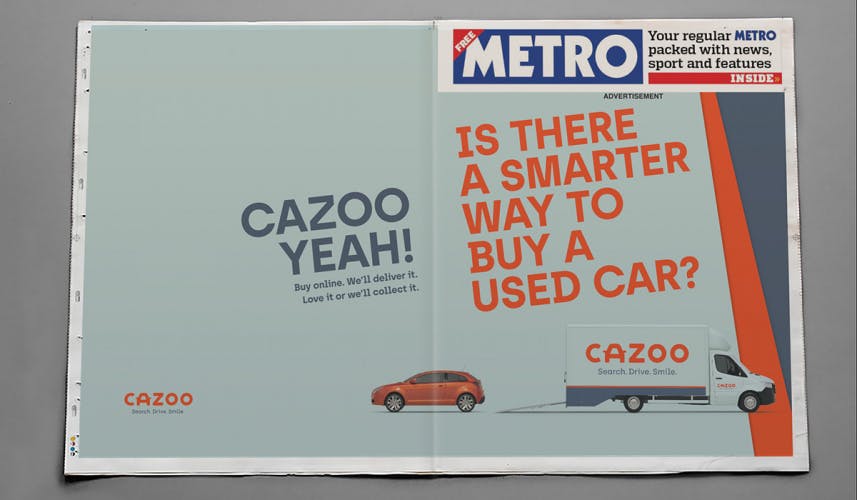 CAZOO
YEAH!
Buy online. We'll deliver it.
Love it or we'll collect it.
CAZOO
Search. Drive. Smile
FREE
METRO
Your regular METRO
packed with news,
sport and features
INSIDE»
ADVERTISEMENT
IS THERE
A SMARTER
WAY TO
BUY A
USED CAR?
CAZOO
Search. Drive. Smile.
CAZOO